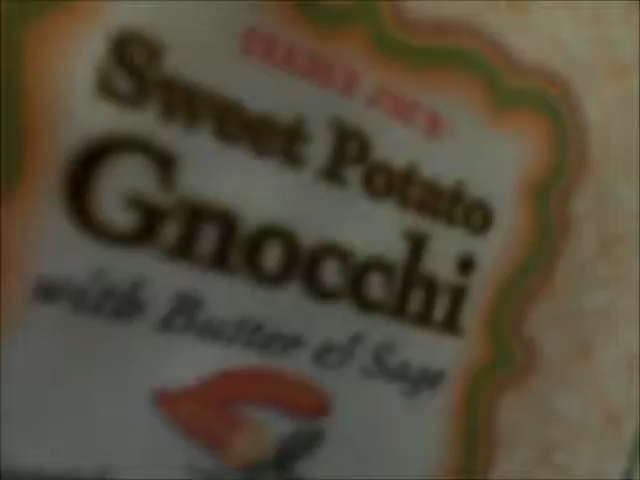 TRADER JOE'S
Sweet Potato
Gnocchi
with Butter & Sage